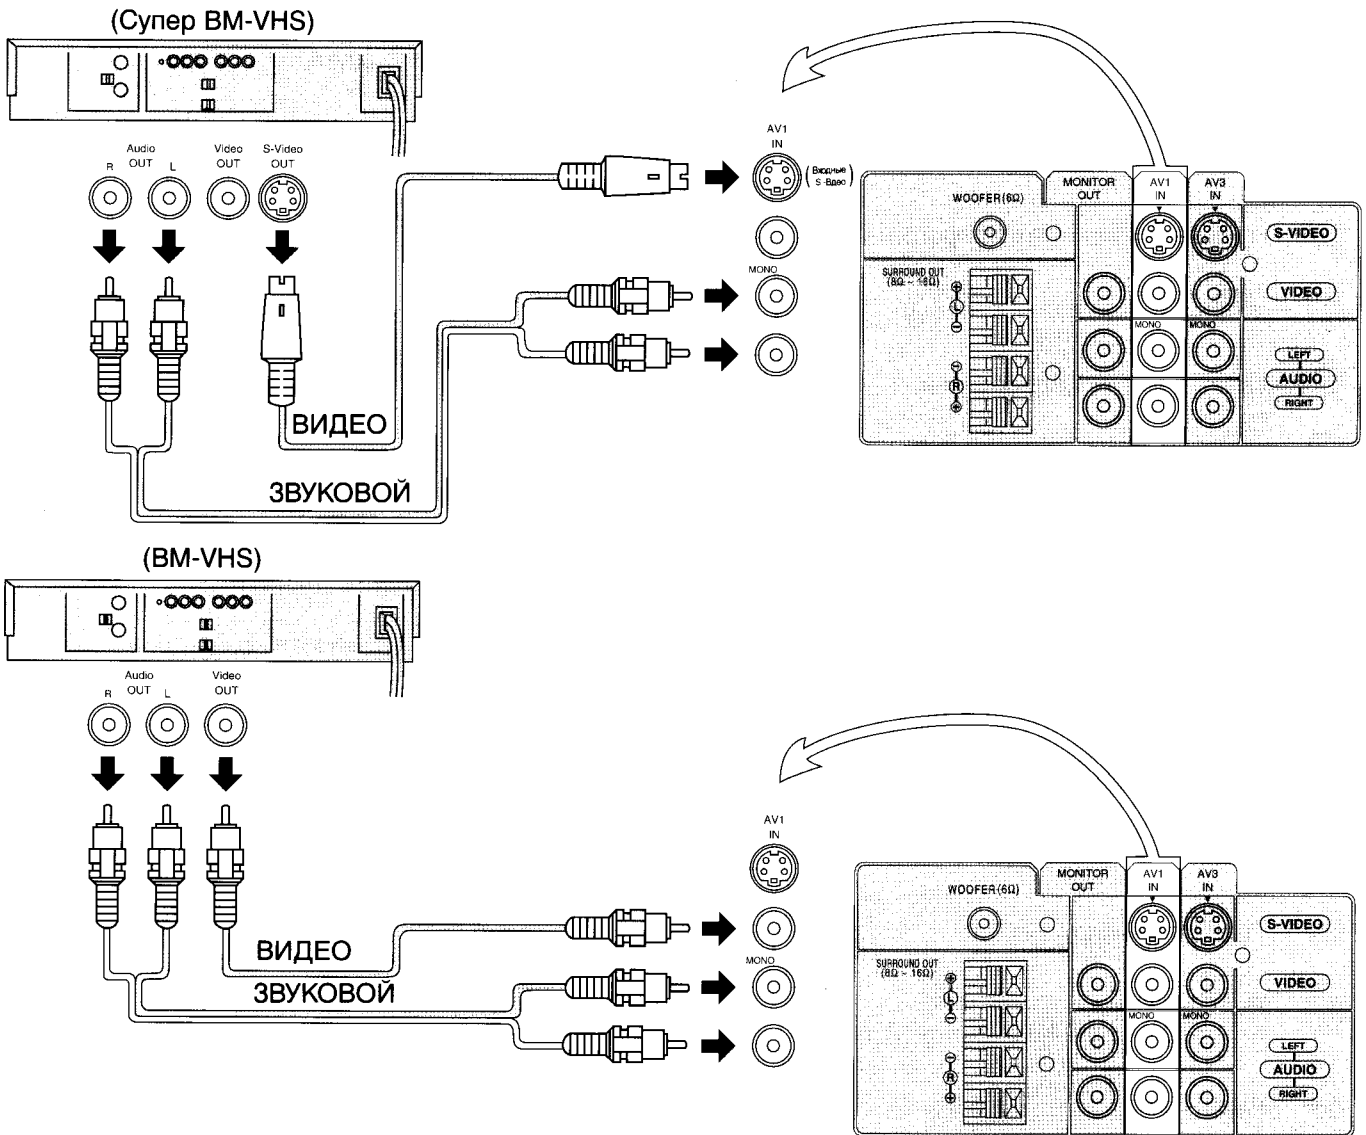 (Супер ВМ-VHS)
Audio
OUT
R
L
Video
OUT
S-Video
OUT
AV1
IN
(Входные
S -Вдео)
MONO
ВИДЕО
ЗВУКОВОЙ
WOOFER (6Ω)
MONITOR
OUT
AV1
IN
AV3
IN
S-VIDEO
SURROUND OUT
(8Ω ~ 16Ω)
L
R
VIDEO
MONO
MONO
LEFT
AUDIO
RIGHT
(ВМ-VHS)
Audio
OUT
R
L
Video
OUT
AV1
IN
MONO
ВИДЕО
ЗВУКОВОЙ
WOOFER (6Ω)
MONITOR
OUT
AV1
IN
AV3
IN
S-VIDEO
SURROUND OUT
(8Ω ~ 16Ω)
L
R
VIDEO
MONO
MONO
LEFT
AUDIO
RIGHT